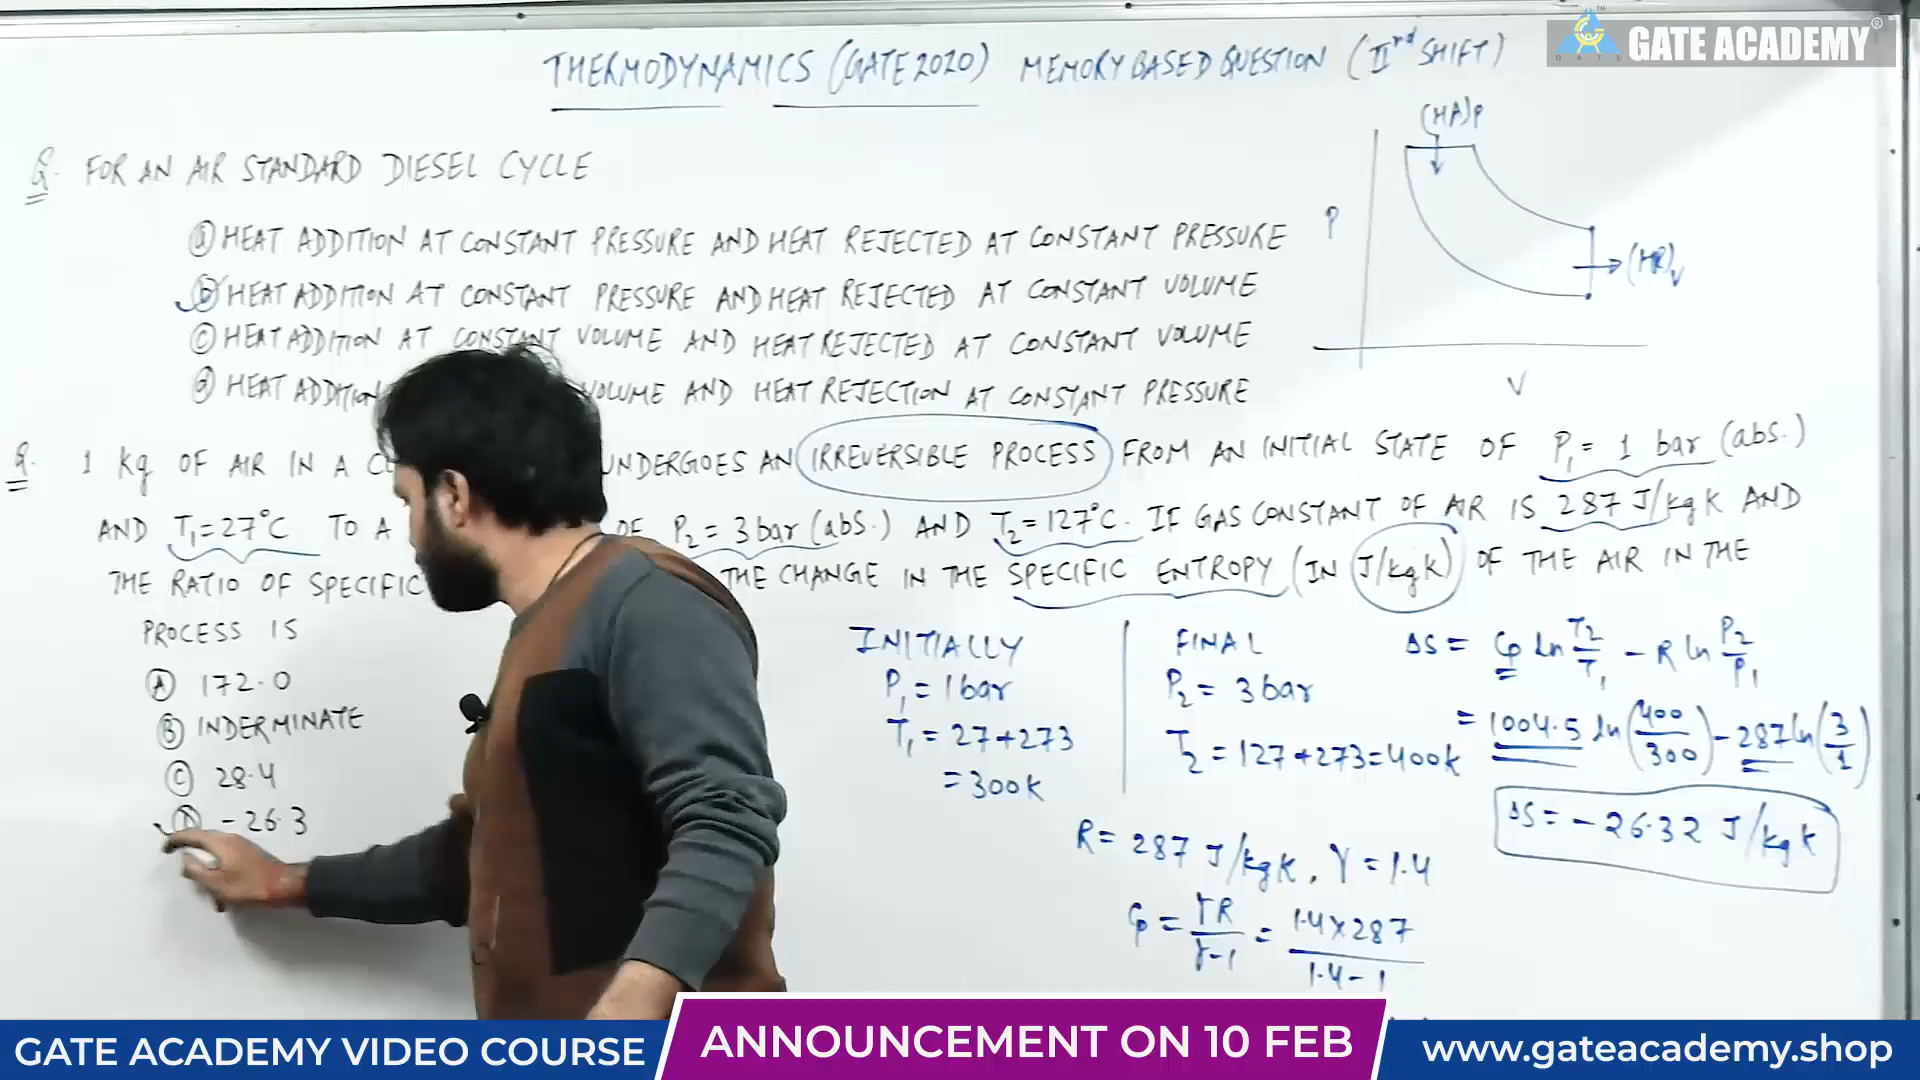 GATE ACADEMY®
THERMODYNAMICS (GATE 2020) MEMORY BASED QUESTION (IIrd SHIFT)
Q. FOR AN AIR STANDARD DIESEL CYCLE
(a) HEAT ADDITION AT CONSTANT PRESSURE AND HEAT REJECTED AT CONSTANT PRESSURE
(b) HEAT ADDITION AT CONSTANT PRESSURE AND HEAT REJECTED AT CONSTANT VOLUME
(c) HEAT ADDITION AT CONSTANT VOLUME AND HEAT REJECTED AT CONSTANT VOLUME
(d) HEAT ADDITION VOLUME AND HEAT REJECTION AT CONSTANT PRESSURE
(HA)p
P
(HR)v
V
Q. 1 kg OF AIR IN A UNDERGOES AN IRREVERSIBLE PROCESS FROM AN INITIAL STATE OF P1 = 1 bar (abs.)
AND T1 = 27°C TO A OF P2 = 3 bar (abs.) AND T2 = 127°C. IF GAS CONSTANT OF AIR IS 287 J/kg K AND
THE RATIO OF SPECIFIC THE CHANGE IN THE SPECIFIC ENTROPY (IN J/kg K) OF THE AIR IN THE
PROCESS IS
(A) 172.0
(B) INDERMINATE
(C) 28.4
(D) -26.3
INITIALLY
P1 = 1 bar
T1 = 27+273
= 300K
FINAL
P2 = 3 bar
T2 = 127+273=400K
R = 287 J/kg K, γ = 1.4
Cp = γR/γ-1 = 1.4×287/1.4-1
ΔS = Cp ln T2/T1 - R ln P2/P1
= 1004.5 ln(400/300) - 287 ln(3/1)
ΔS = -26.32 J/kg K
GATE ACADEMY VIDEO COURSE
ANNOUNCEMENT ON 10 FEB
www.gateacademy.shop